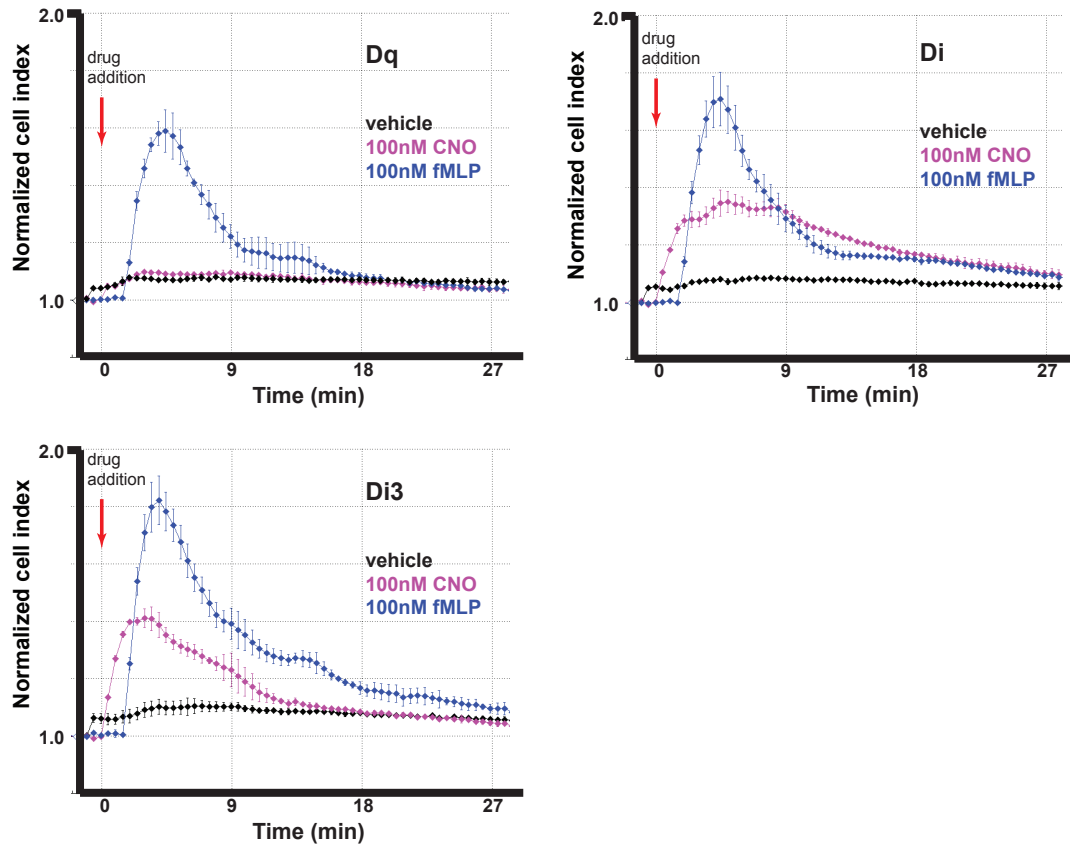 2.0
drug
addition
Dq
Normalized cell index
vehicle
100nM CNO
100nM fMLP
1.0
0 9 18 27
Time (min)
2.0
drug
addition
Di
Normalized cell index
vehicle
100nM CNO
100nM fMLP
1.0
0 9 18 27
Time (min)
2.0
drug
addition
Di3
Normalized cell index
vehicle
100nM CNO
100nM fMLP
1.0
0 9 18 27
Time (min)